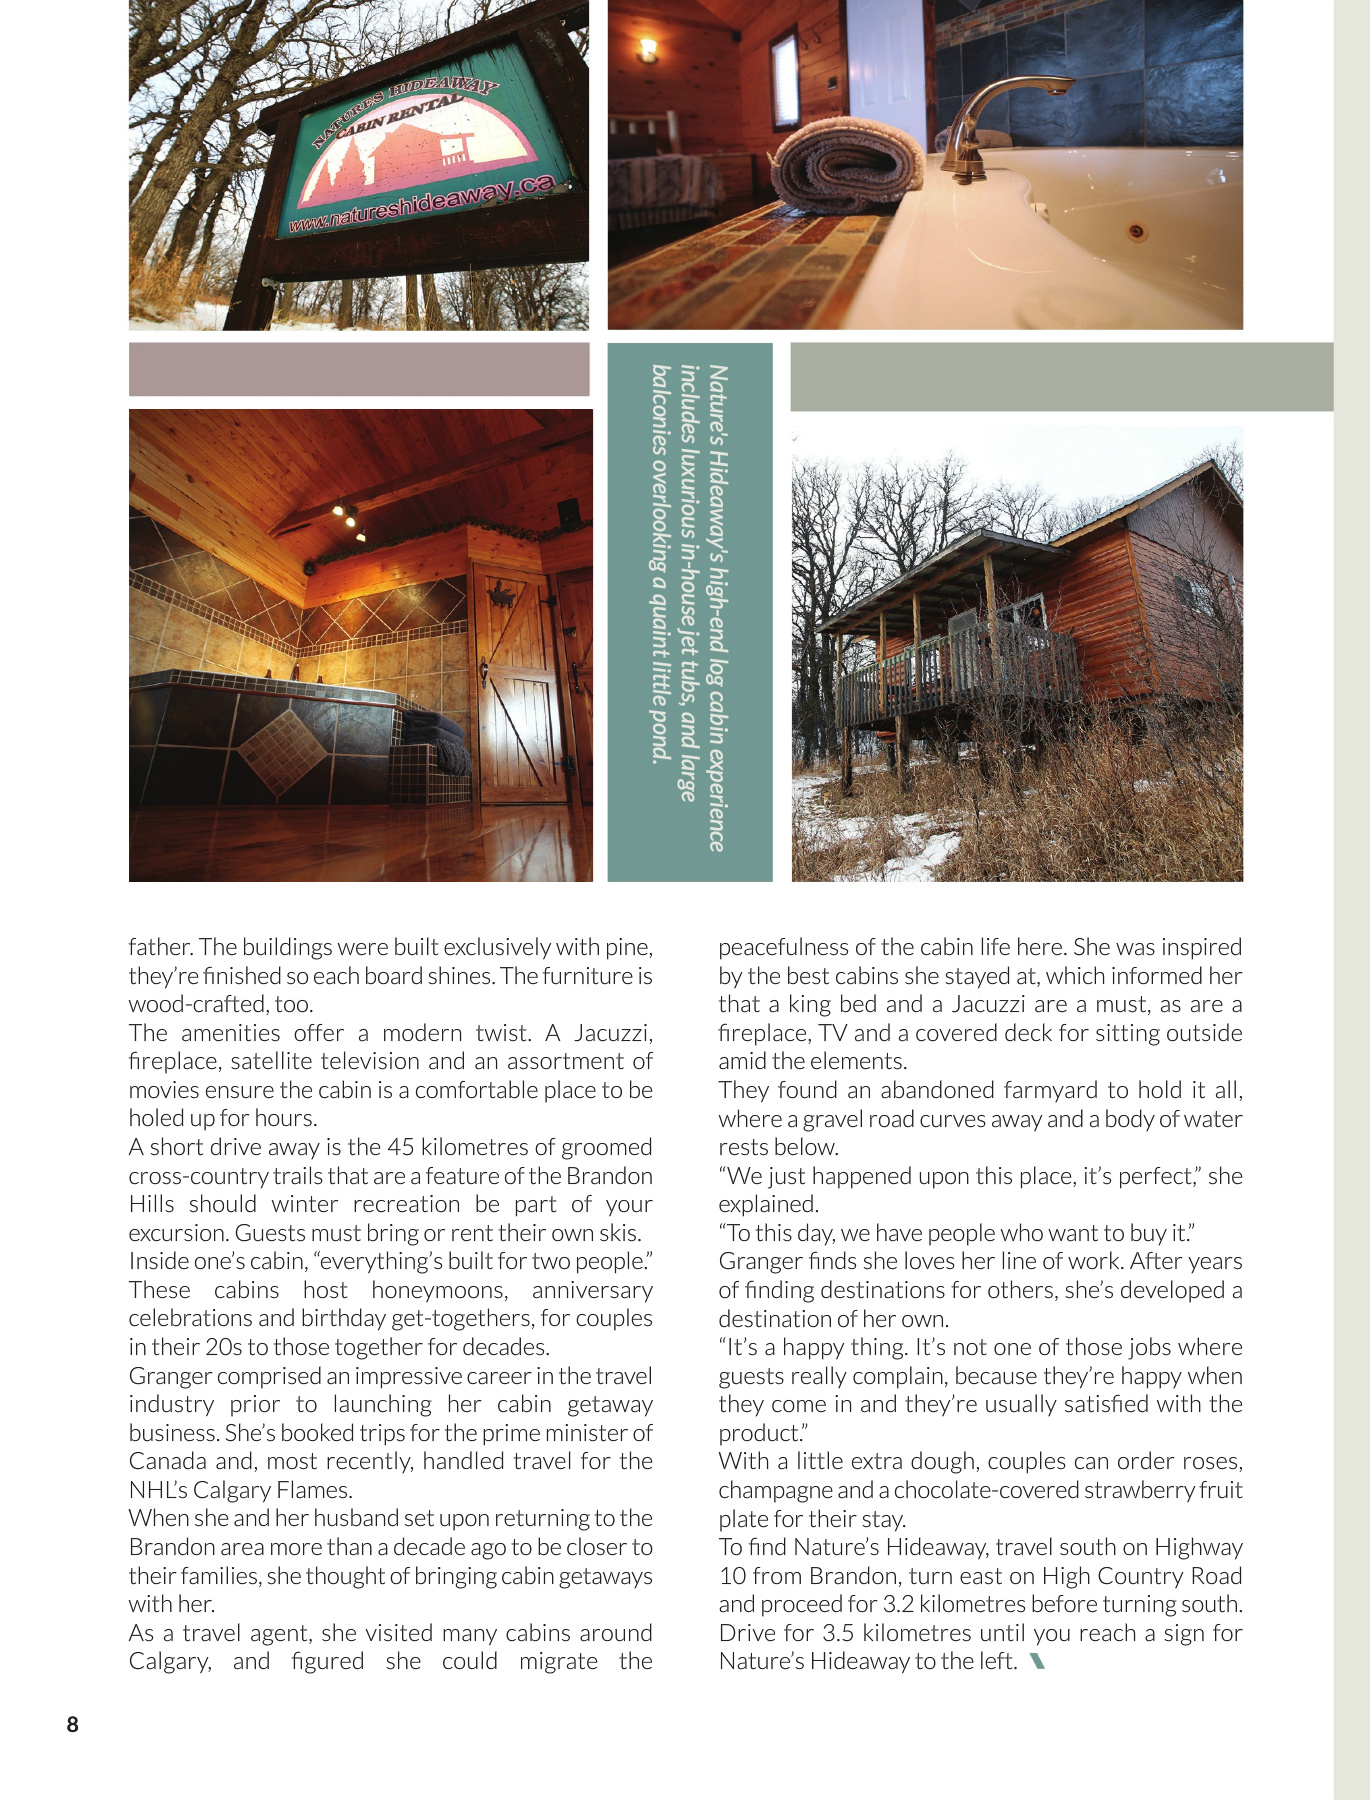 NATURES HIDEAWAY
CABIN RENTAL
www.natureshideaway.ca
Nature's Hideaway's high-end log cabin experience
includes luxurious in-house jet tubs, and large
balconies overlooking a quaint little pond.
father. The buildings were built exclusively with pine,
they’re finished so each board shines. The furniture is
wood-crafted, too.
The amenities offer a modern twist. A Jacuzzi,
fireplace, satellite television and an assortment of
movies ensure the cabin is a comfortable place to be
holed up for hours.
A short drive away is the 45 kilometres of groomed
cross-country trails that are a feature of the Brandon
Hills should winter recreation be part of your
excursion. Guests must bring or rent their own skis.
Inside one’s cabin, “everything’s built for two people.”
These cabins host honeymoons, anniversary
celebrations and birthday get-togethers, for couples
in their 20s to those together for decades.
Granger comprised an impressive career in the travel
industry prior to launching her cabin getaway
business. She’s booked trips for the prime minister of
Canada and, most recently, handled travel for the
NHL’s Calgary Flames.
When she and her husband set upon returning to the
Brandon area more than a decade ago to be closer to
their families, she thought of bringing cabin getaways
with her.
As a travel agent, she visited many cabins around
Calgary, and figured she could migrate the
peacefulness of the cabin life here. She was inspired
by the best cabins she stayed at, which informed her
that a king bed and a Jacuzzi are a must, as are a
fireplace, TV and a covered deck for sitting outside
amid the elements.
They found an abandoned farmyard to hold it all,
where a gravel road curves away and a body of water
rests below.
“We just happened upon this place, it’s perfect,” she
explained.
“To this day, we have people who want to buy it.”
Granger finds she loves her line of work. After years
of finding destinations for others, she’s developed a
destination of her own.
“It’s a happy thing. It’s not one of those jobs where
guests really complain, because they’re happy when
they come in and they’re usually satisfied with the
product.”
With a little extra dough, couples can order roses,
champagne and a chocolate-covered strawberry fruit
plate for their stay.
To find Nature’s Hideaway, travel south on Highway
10 from Brandon, turn east on High Country Road
and proceed for 3.2 kilometres before turning south.
Drive for 3.5 kilometres until you reach a sign for
Nature’s Hideaway to the left.
8